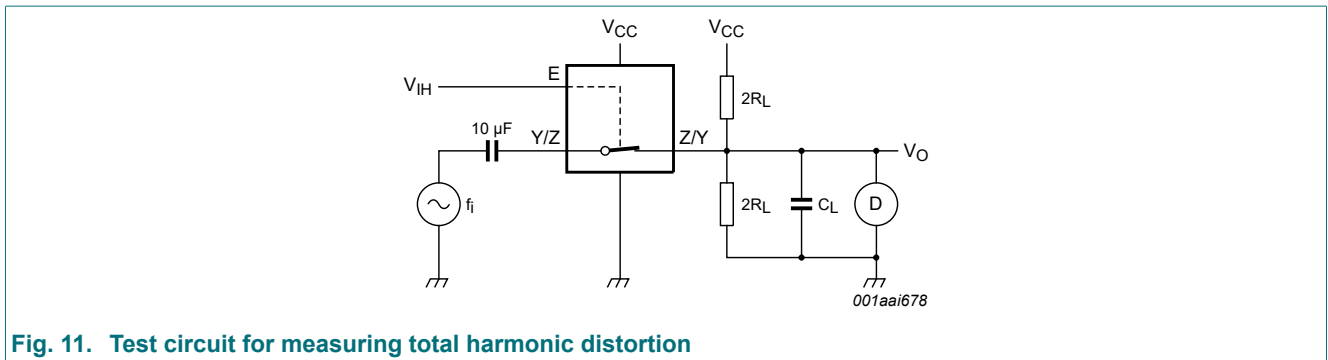 VCC VCC
E
VIH
2RL
10 µF
Y/Z
Z/Y
VO
fi
2RL
CL
D
001aai678
Fig. 11. Test circuit for measuring total harmonic distortion